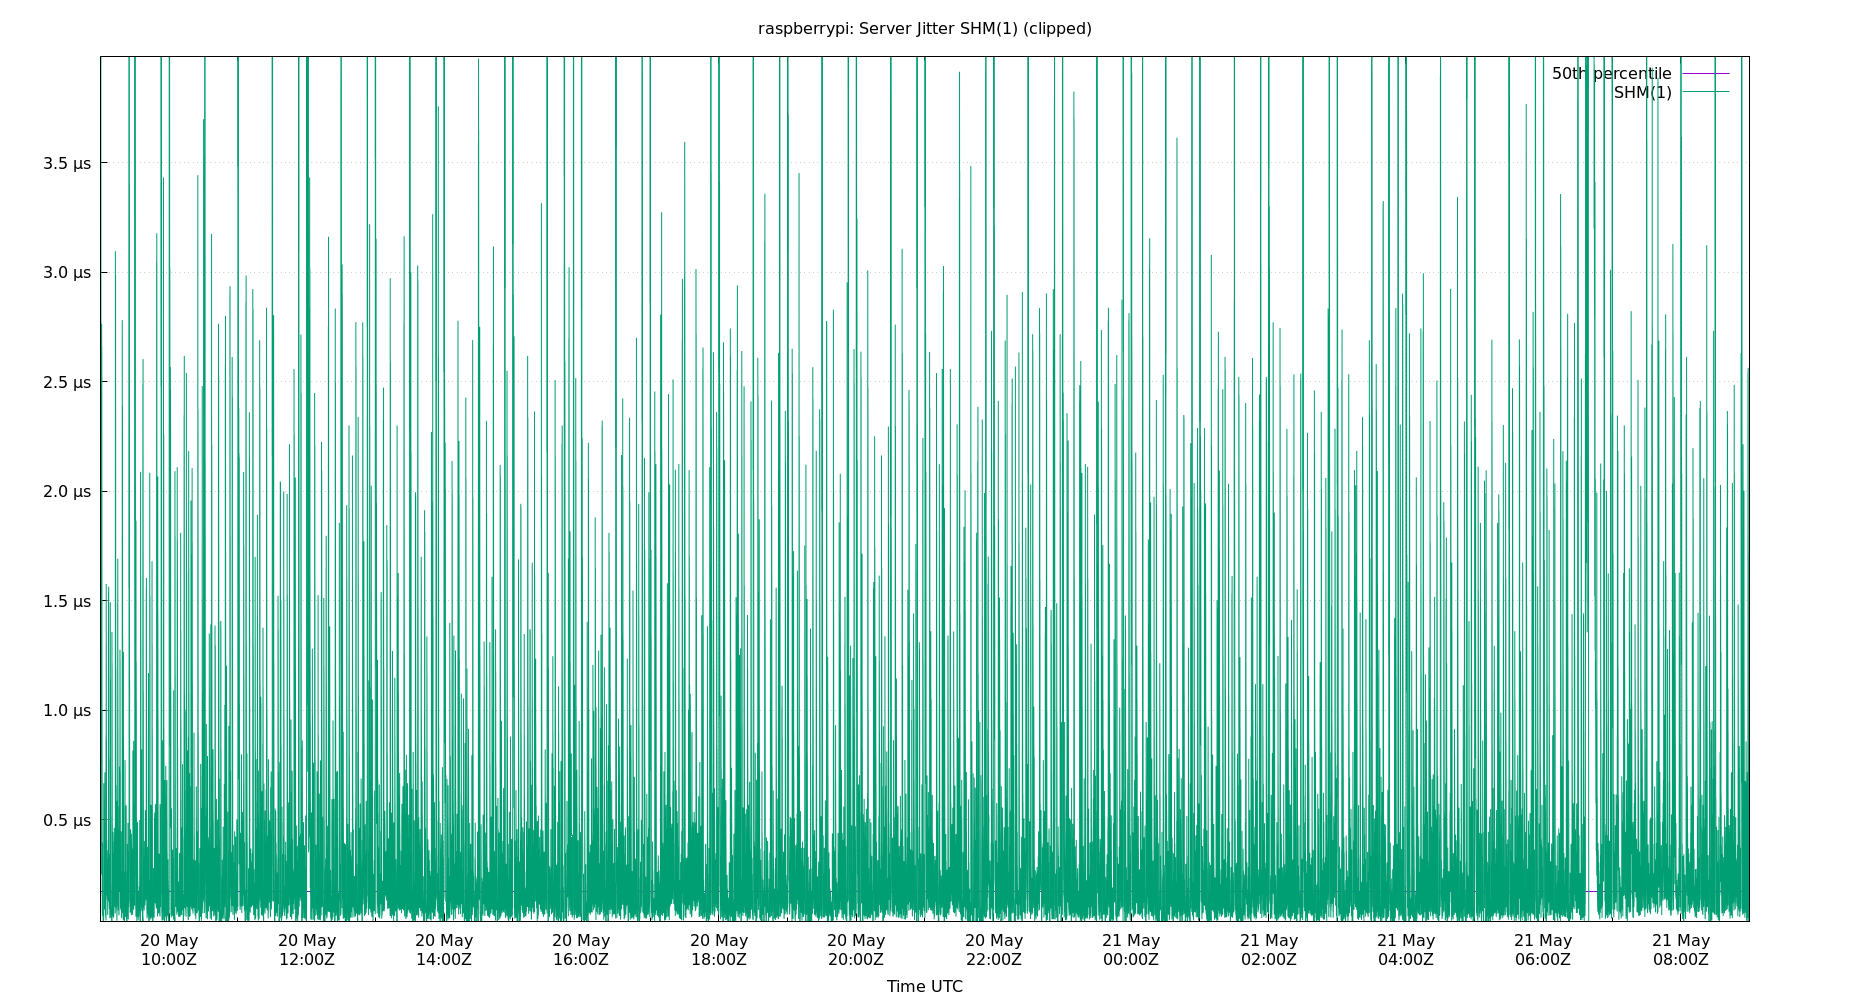 raspberrypi: Server Jitter SHM(1) (clipped)
50th percentile
SHM(1)
3.5 µs
3.0 µs
2.5 µs
2.0 µs
1.5 µs
1.0 µs
0.5 µs
20 May 20 May 20 May 20 May 20 May 20 May 20 May 21 May 21 May 21 May 21 May 21 May
10:00Z 12:00Z 14:00Z 16:00Z 18:00Z 20:00Z 22:00Z 00:00Z 02:00Z 04:00Z 06:00Z 08:00Z
Time UTC